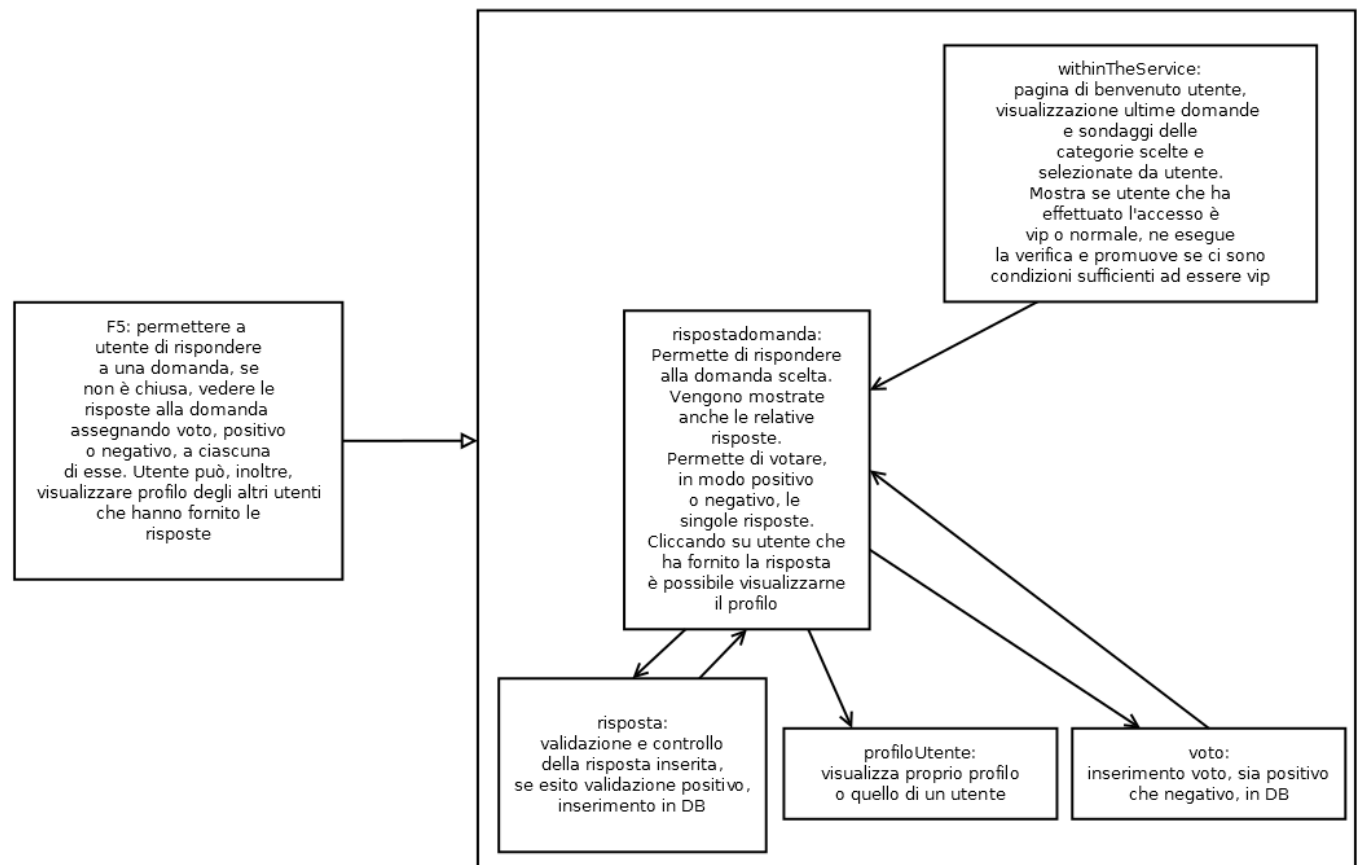 withinTheService:
pagina di benvenuto utente,
visualizzazione ultime domande
e sondaggi delle
categorie scelte e
selezionate da utente.
Mostra se utente che ha
effettuato l'accesso è
vip o normale, ne esegue
la verifica e promuove se ci sono
condizioni sufficienti ad essere vip
F5: permettere a
utente di rispondere
a una domanda, se
non è chiusa, vedere le
risposte alla domanda
assegnando voto, positivo
o negativo, a ciascuna
di esse. Utente può, inoltre,
visualizzare profilo degli altri utenti
che hanno fornito le
risposte
rispostadomanda:
Permette di rispondere
alla domanda scelta.
Vengono mostrate
anche le relative
risposte.
Permette di votare,
in modo positivo
o negativo, le
singole risposte.
Cliccando su utente che
ha fornito la risposta
è possibile visualizzarne
il profilo
risposta:
validazione e controllo
della risposta inserita,
se esito validazione positivo,
inserimento in DB
profiloUtente:
visualizza proprio profilo
o quello di un utente
voto:
inserimento voto, sia positivo
che negativo, in DB